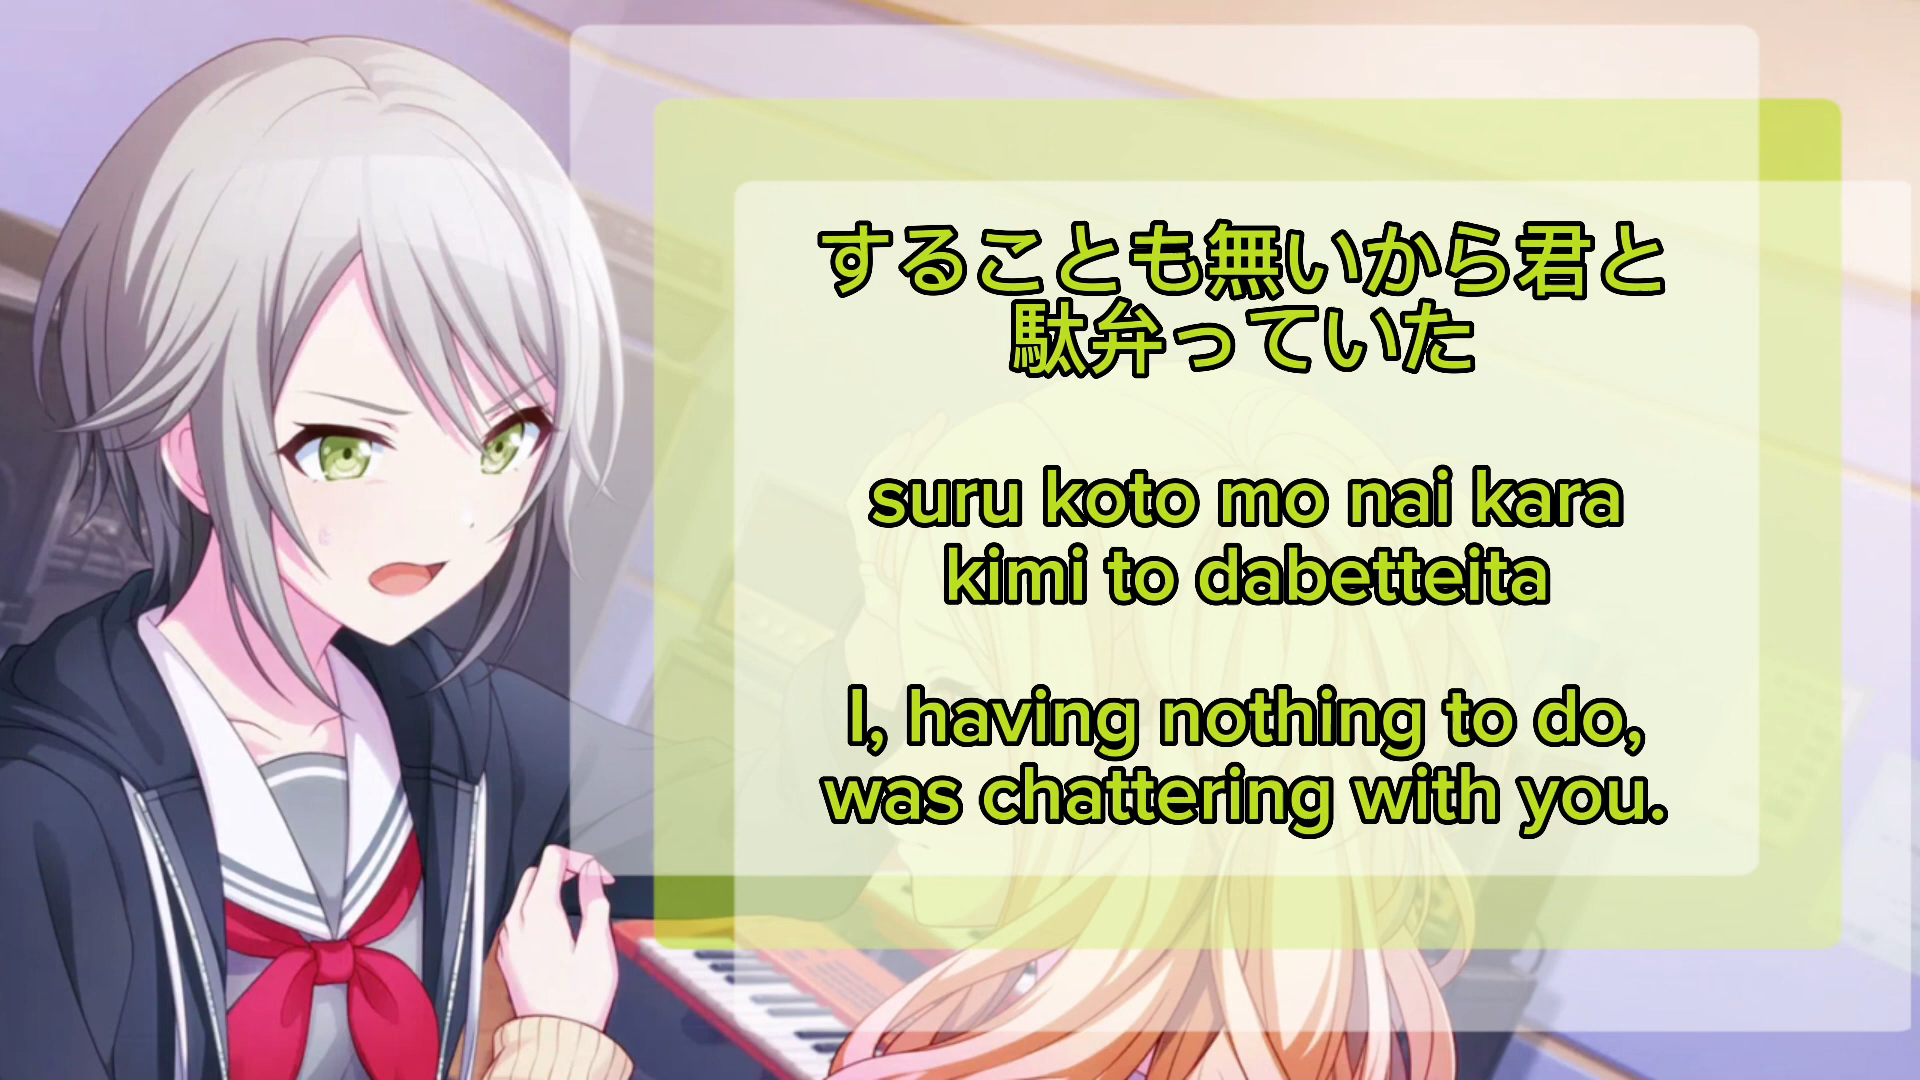 することも無いから君と
駄弁っていた
suru koto mo nai kara
kimi to dabetteita
I, having nothing to do,
was chattering with you.